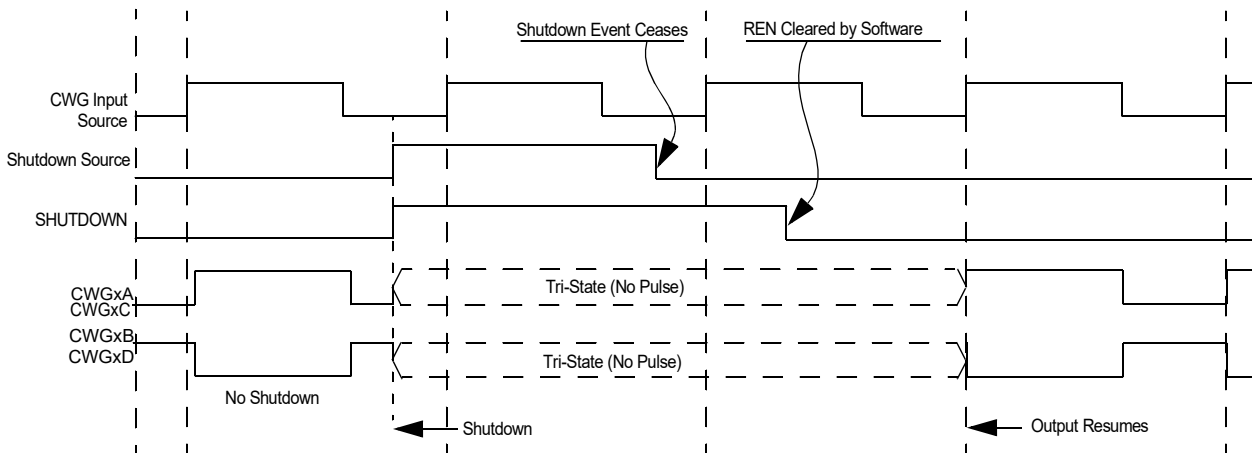 Shutdown Event Ceases
REN Cleared by Software
CWG Input
Source
Shutdown Source
SHUTDOWN
CWGxA
CWGxC
Tri-State (No Pulse)
CWGxB
CWGxD
Tri-State (No Pulse)
No Shutdown
Shutdown
Output Resumes